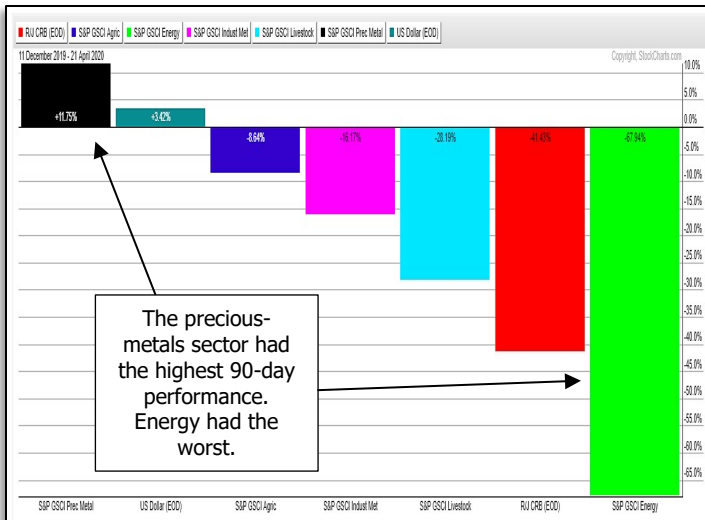 R/J CRB (EOD) S&P GSCI Agric S&P GSCI Energy S&P GSCI Indust Met S&P GSCI Livestock S&P GSCI Prec Metal US Dollar (EOD)
11 December 2019 - 21 April 2020
Copyright, StockCharts.com
10.0%
5.0%
0.0%
+11.75% +3.42% -8.64% -16.17% -28.19% -41.43% -67.94%
-5.0%
-10.0%
-15.0%
-20.0%
-25.0%
-30.0%
-35.0%
-40.0%
-45.0%
-50.0%
-55.0%
-60.0%
-65.0%
The precious-
metals sector had
the highest 90-day
performance.
Energy had the
worst.
S&P GSCI Prec Metal US Dollar (EOD) S&P GSCI Agric S&P GSCI Indust Met S&P GSCI Livestock R/J CRB (EOD) S&P GSCI Energy